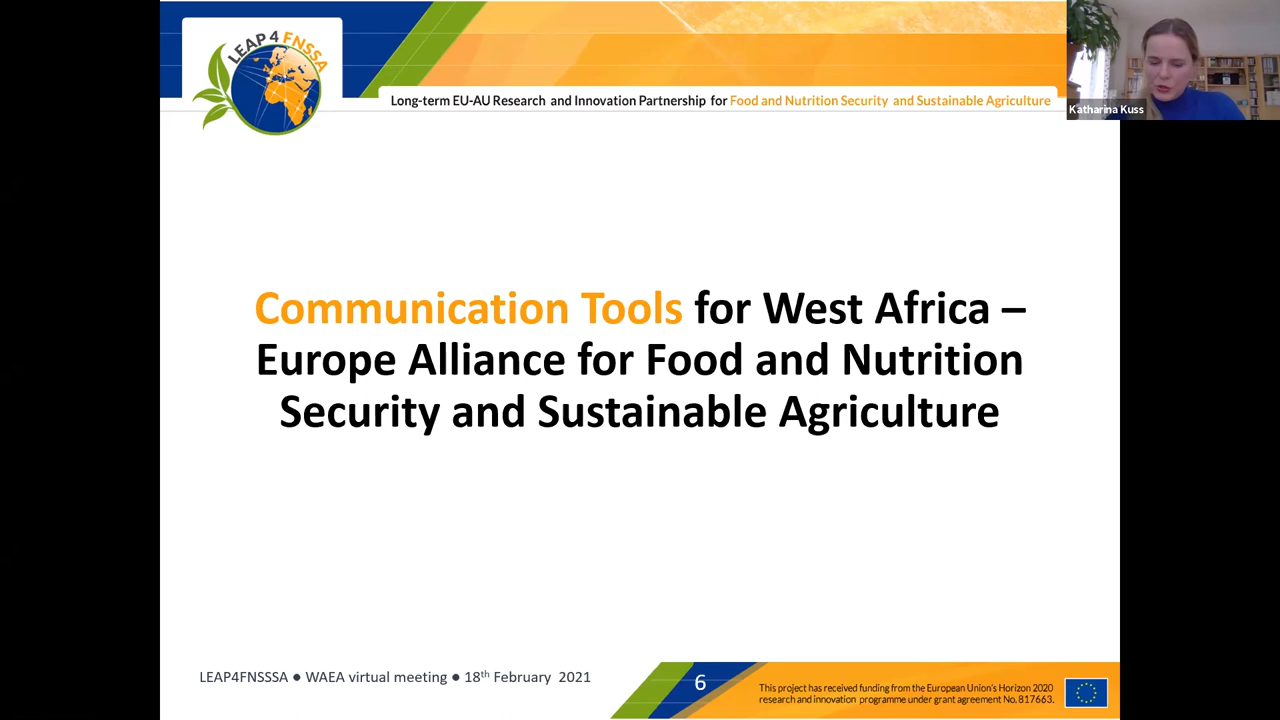 LEAP 4 FNSSA
Long-term EU-AU Research and Innovation Partnership for Food and Nutrition Security and Sustainable Agriculture
Katharina Kuss
Communication Tools for West Africa –
Europe Alliance for Food and Nutrition
Security and Sustainable Agriculture
LEAP4FNSSSA ● WAEA virtual meeting ● 18th February 2021
6
This project has received funding from the European Union's Horizon 2020
research and innovation programme under grant agreement No. 817663.